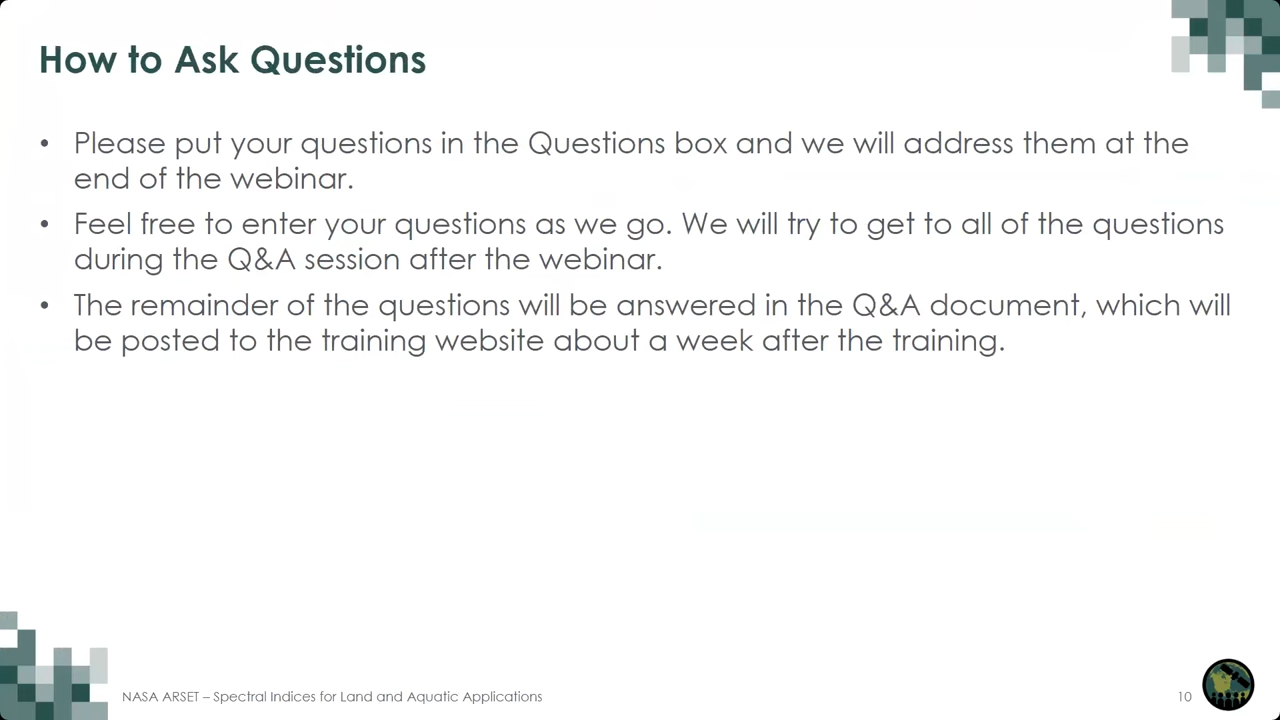 How to Ask Questions
• Please put your questions in the Questions box and we will address them at the
end of the webinar.
• Feel free to enter your questions as we go. We will try to get to all of the questions
during the Q&A session after the webinar.
• The remainder of the questions will be answered in the Q&A document, which will
be posted to the training website about a week after the training.
NASA ARSET – Spectral Indices for Land and Aquatic Applications
10